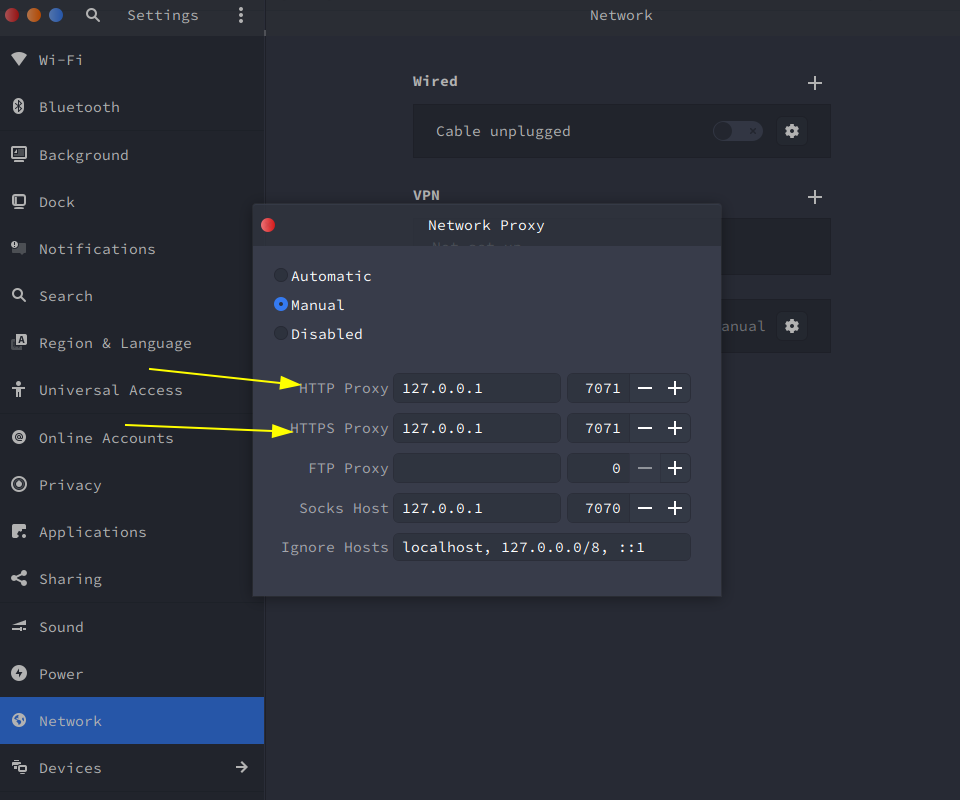 Settings
Network
Wi-Fi
Bluetooth
Background
Dock
Notifications
Search
Region & Language
Universal Access
Online Accounts
Privacy
Applications
Sharing
Sound
Power
Network
Devices
Wired
Cable unplugged
VPN
Network Proxy
Automatic
Manual
Disabled
HTTP Proxy 127.0.0.1 7071
HTTPS Proxy 127.0.0.1 7071
FTP Proxy 0
Socks Host 127.0.0.1 7070
Ignore Hosts localhost, 127.0.0.0/8, ::1
anual